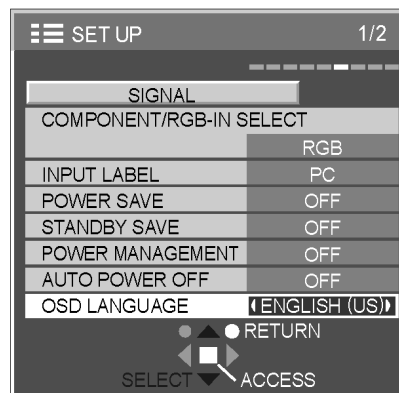 SET UP 1/2
SIGNAL
COMPONENT/RGB-IN SELECT
RGB
INPUT LABEL PC
POWER SAVE OFF
STANDBY SAVE OFF
POWER MANAGEMENT OFF
AUTO POWER OFF OFF
OSD LANGUAGE ENGLISH (US)
RETURN
SELECT ACCESS